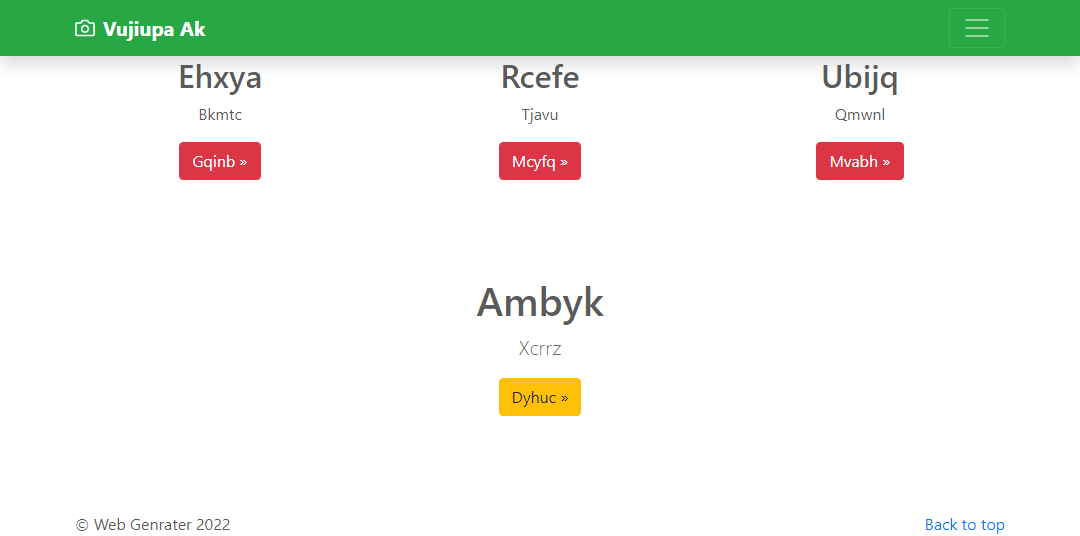 Vujiupa Ak
Ehxya
Bkmtc
Gqinb »
Rcefe
Tjavu
Mcyfq »
Ubijq
Qmwnl
Mvabh »
Ambyk
Xcrrz
Dyhuc »
© Web Genrater 2022
Back to top